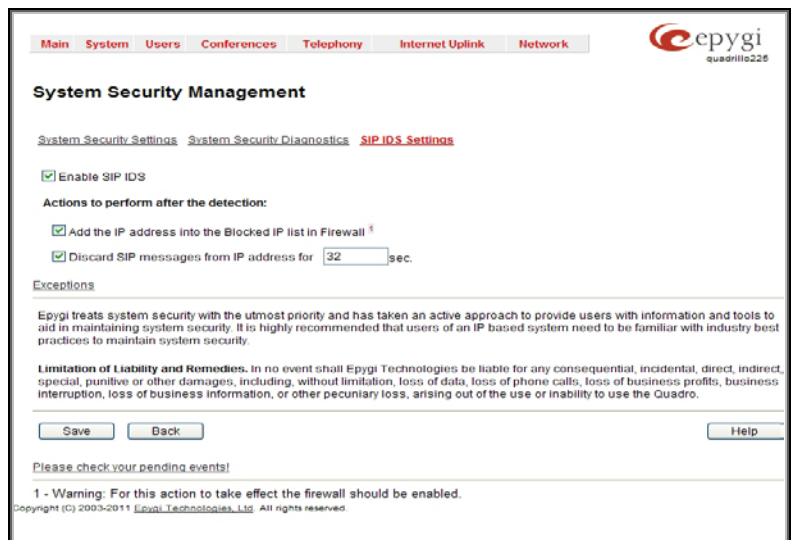 Main System Users Conferences Telephony Internet Uplink Network
epygi
quadrillo226
System Security Management
System Security Settings System Security Diagnostics SIP IDS Settings
Enable SIP IDS
Actions to perform after the detection:
Add the IP address into the Blocked IP list in Firewall 1
Discard SIP messages from IP address for 32 sec.
Exceptions
Epygi treats system security with the utmost priority and has taken an active approach to provide users with information and tools to
aid in maintaining system security. It is highly recommended that users of an IP based system need to be familiar with industry best
practices to maintain system security.
Limitation of Liability and Remedies. In no event shall Epygi Technologies be liable for any consequential, incidental, direct, indirect,
special, punitive or other damages, including, without limitation, loss of data, loss of phone calls, loss of business profits, business
interruption, loss of business information, or other pecuniary loss, arising out of the use or inability to use the Quadro.
Save Back Help
Please check your pending events!
1 - Warning: For this action to take effect the firewall should be enabled.
Copyright (C) 2003-2011 Epygi Technologies, Ltd. All rights reserved.